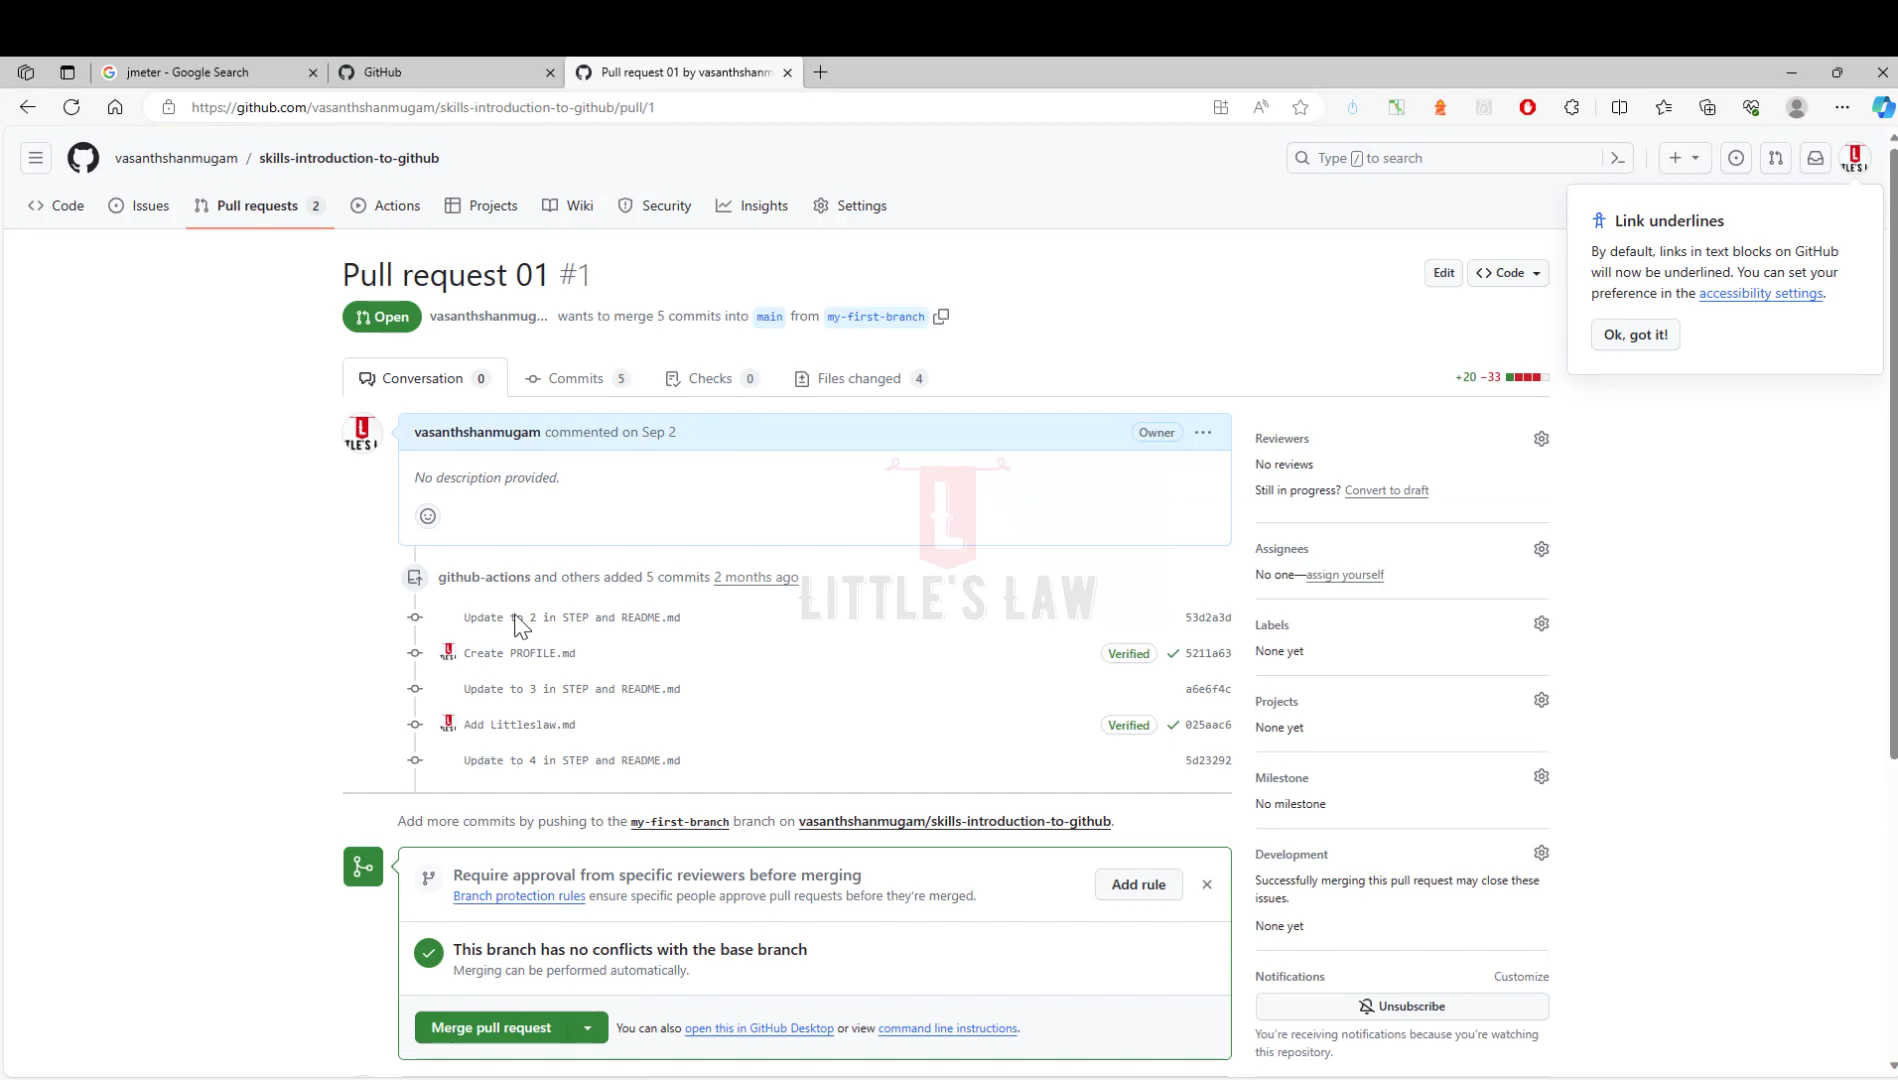 jmeter - Google Search
GitHub
Pull request 01 by vasanthshanm
https://github.com/vasanthshanmugam/skills-introduction-to-github/pull/1
vasanthshanmugam / skills-introduction-to-github
Type / to search
Code
Issues
Pull requests 2
Actions
Projects
Wiki
Security
Insights
Settings
Link underlines
By default, links in text blocks on GitHub
will now be underlined. You can set your
preference in the accessibility settings.
Ok, got it!
Pull request 01 #1
Edit
Code
Open
vasanthshanmug... wants to merge 5 commits into main from my-first-branch
Conversation 0
Commits 5
Checks 0
Files changed 4
+20 −33
vasanthshanmugam commented on Sep 2
Owner
No description provided.
github-actions and others added 5 commits 2 months ago
Update to 2 in STEP and README.md 53d2a3d
Create PROFILE.md Verified 5211a63
Update to 3 in STEP and README.md a6e6f4c
Add Littleslaw.md Verified 025aac6
Update to 4 in STEP and README.md 5d23292
LITTLE'S LAW
Add more commits by pushing to the my-first-branch branch on vasanthshanmugam/skills-introduction-to-github.
Require approval from specific reviewers before merging
Branch protection rules ensure specific people approve pull requests before they're merged.
Add rule
This branch has no conflicts with the base branch
Merging can be performed automatically.
Merge pull request
You can also open this in GitHub Desktop or view command line instructions.
Reviewers
No reviews
Still in progress? Convert to draft
Assignees
No one—assign yourself
Labels
None yet
Projects
None yet
Milestone
No milestone
Development
Successfully merging this pull request may close these
issues.
None yet
Notifications
Customize
Unsubscribe
You're receiving notifications because you're watching
this repository.